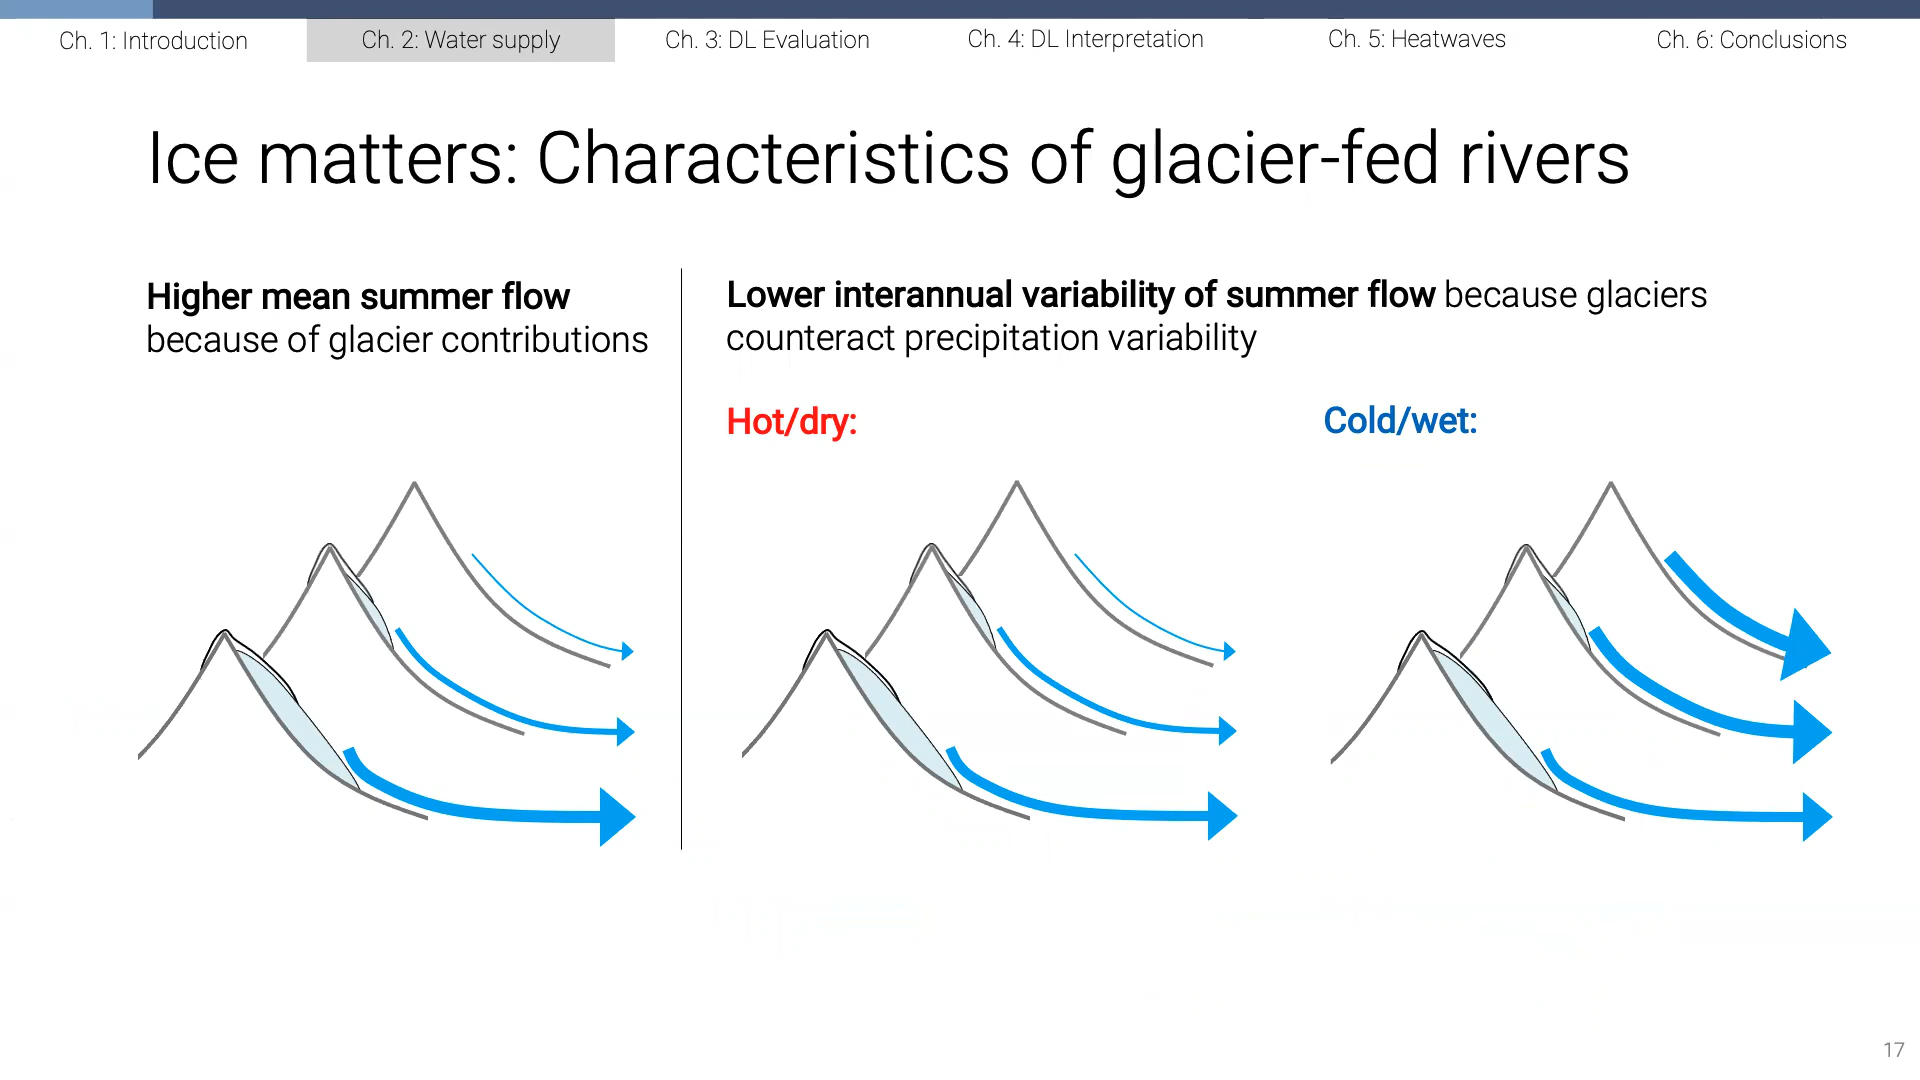 Ch. 1: Introduction
Ch. 2: Water supply
Ch. 3: DL Evaluation
Ch. 4: DL Interpretation
Ch. 5: Heatwaves
Ch. 6: Conclusions
Ice matters: Characteristics of glacier-fed rivers
Higher mean summer flow
because of glacier contributions
Lower interannual variability of summer flow because glaciers
counteract precipitation variability
Hot/dry:
Cold/wet:
17